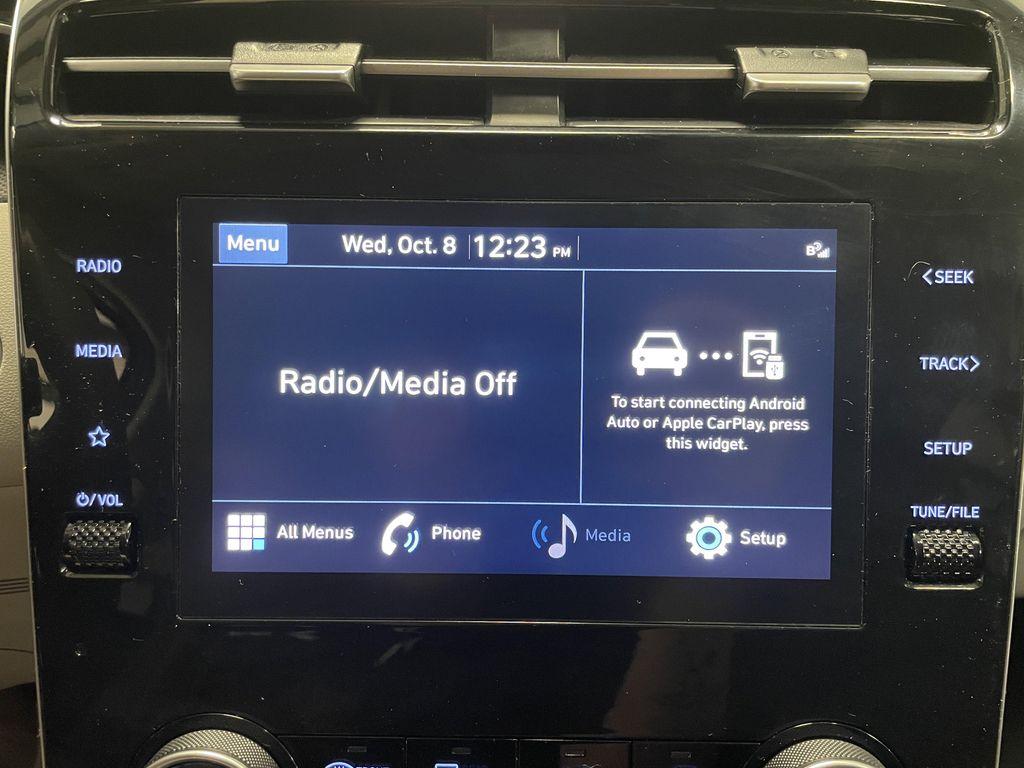 Menu
Wed, Oct. 8 12:23 PM
RADIO
MEDIA
/VOL
Radio/Media Off
To start connecting Android
Auto or Apple CarPlay, press
this widget.
All Menus
Phone
Media
Setup
<SEEK
TRACK>
SETUP
TUNE/FILE